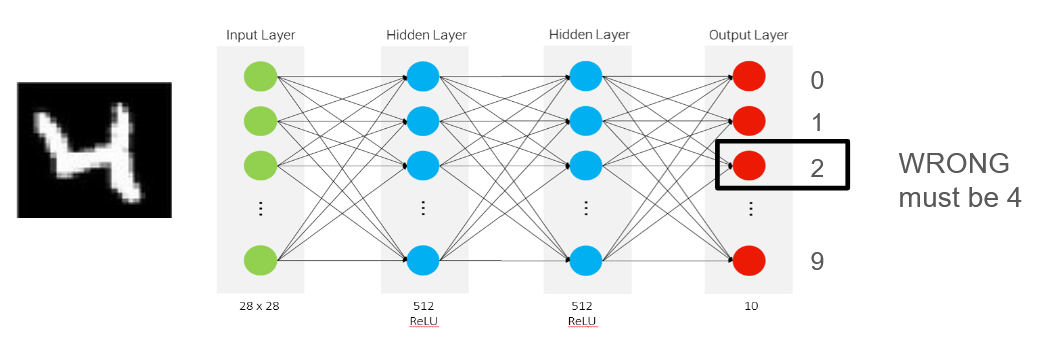 Input Layer
Hidden Layer
Hidden Layer
Output Layer
0
1
2
...
...
...
...
9
WRONG
must be 4
28 x 28
512
ReLU
512
ReLU
10
4